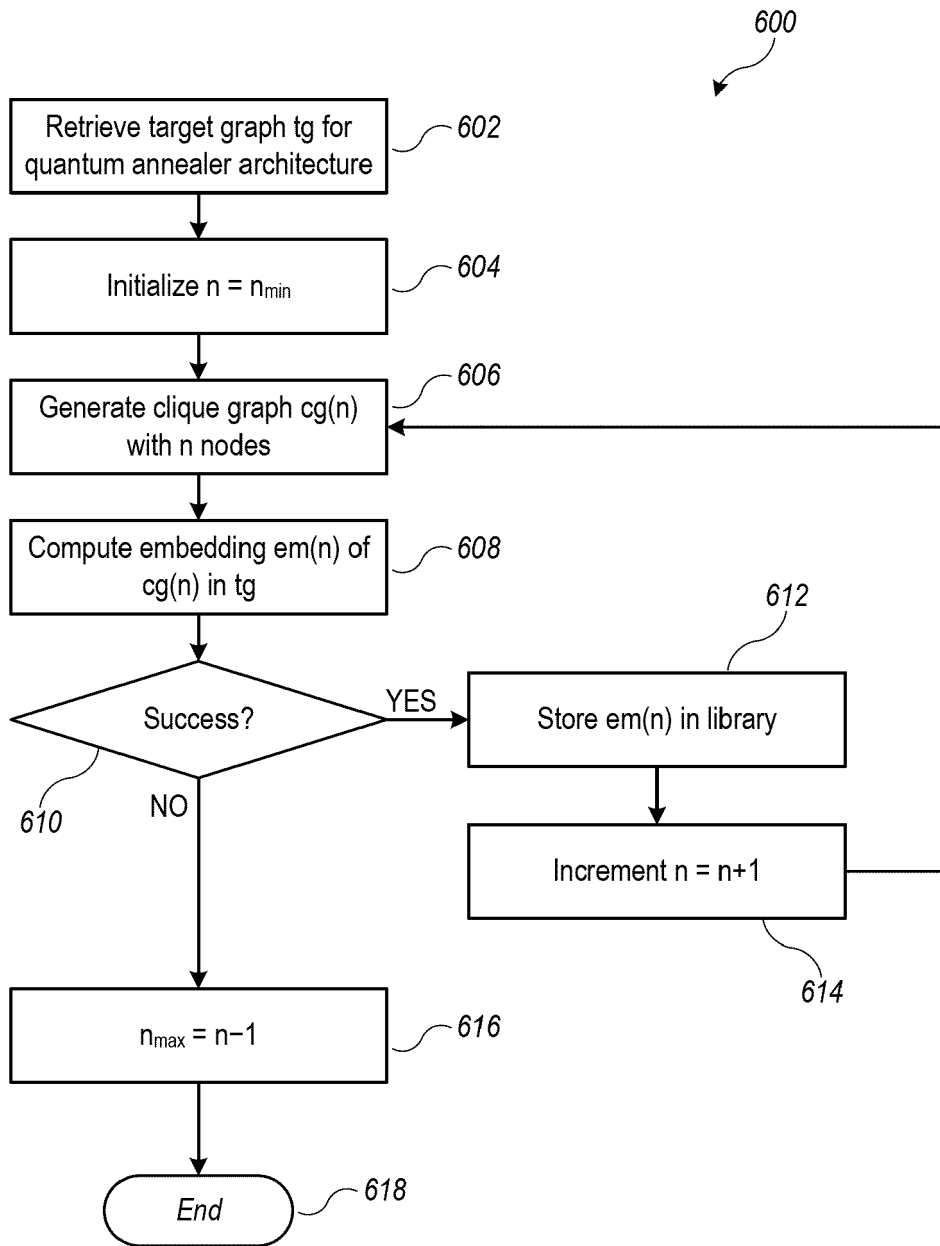 600
Retrieve target graph tg for
quantum annealer architecture
602
Initialize n = nmin
604
606
Generate clique graph cg(n)
with n nodes
Compute embedding em(n) of
cg(n) in tg
608
612
Success?
YES
Store em(n) in library
610
NO
Increment n = n+1
614
nmax = n−1
616
End
618